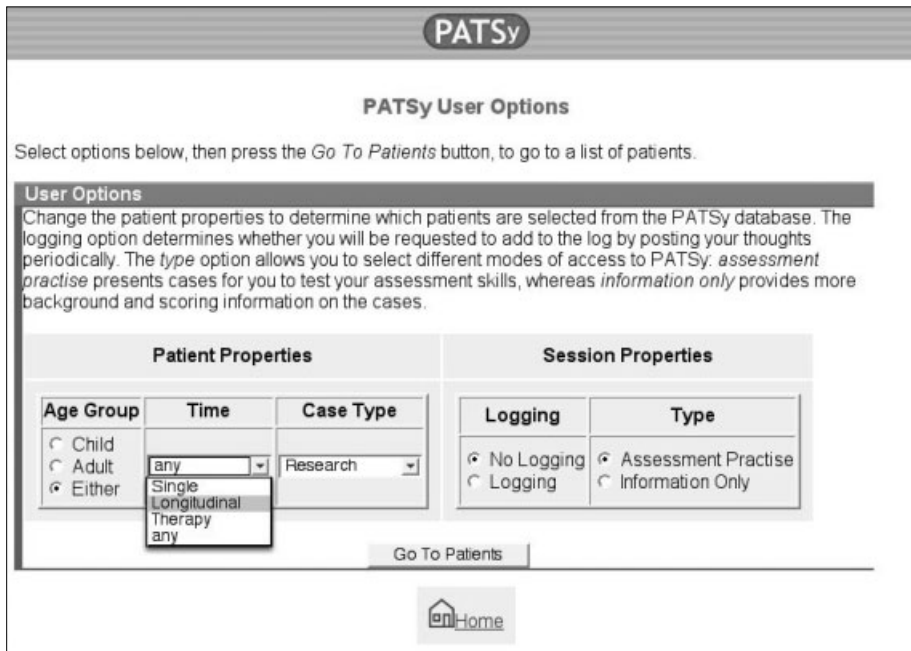 PATSy
PATSy User Options
Select options below, then press the Go To Patients button, to go to a list of patients.
User Options
Change the patient properties to determine which patients are selected from the PATSy database. The
logging option determines whether you will be requested to add to the log by posting your thoughts
periodically. The type option allows you to select different modes of access to PATSy: assessment
practise presents cases for you to test your assessment skills, whereas information only provides more
background and scoring information on the cases.
Patient Properties
Age Group Time Case Type
Child
Adult any Research
Either Single
Longitudinal
Therapy
any
Session Properties
Logging Type
No Logging Assessment Practise
Logging Information Only
Go To Patients
Home